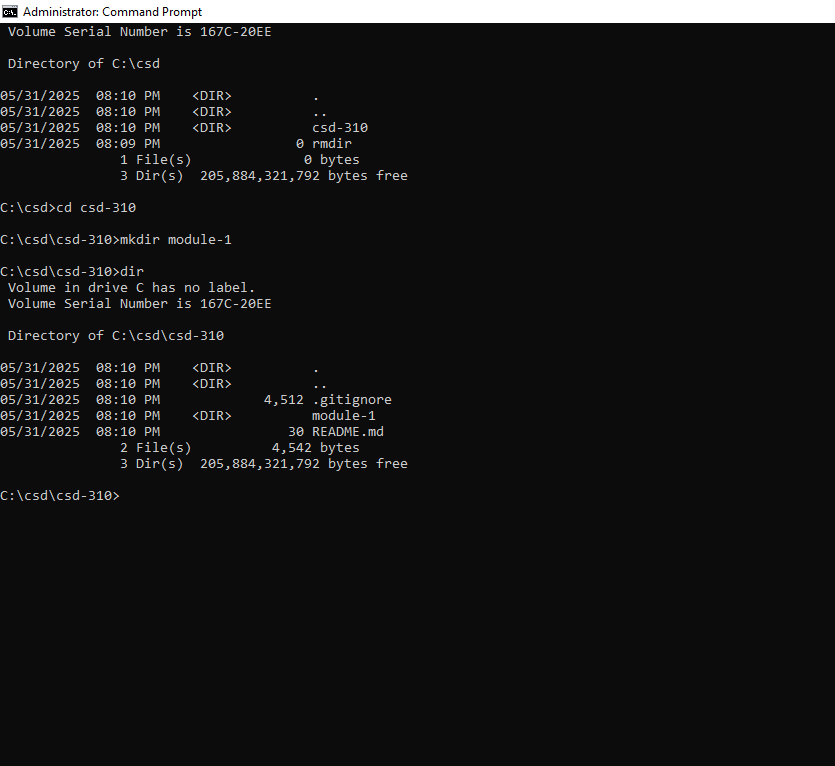 Administrator: Command Prompt
Volume Serial Number is 167C-20EE
Directory of C:\csd
05/31/2025  08:10 PM    <DIR>          .
05/31/2025  08:10 PM    <DIR>          ..
05/31/2025  08:10 PM    <DIR>          csd-310
05/31/2025  08:09 PM                 0 rmdir
               1 File(s)              0 bytes
               3 Dir(s)  205,884,321,792 bytes free
C:\csd>cd csd-310
C:\csd\csd-310>mkdir module-1
C:\csd\csd-310>dir
 Volume in drive C has no label.
 Volume Serial Number is 167C-20EE
 Directory of C:\csd\csd-310
05/31/2025  08:10 PM    <DIR>          .
05/31/2025  08:10 PM    <DIR>          ..
05/31/2025  08:10 PM             4,512 .gitignore
05/31/2025  08:10 PM    <DIR>          module-1
05/31/2025  08:10 PM                30 README.md
               2 File(s)          4,542 bytes
               3 Dir(s)  205,884,321,792 bytes free
C:\csd\csd-310>